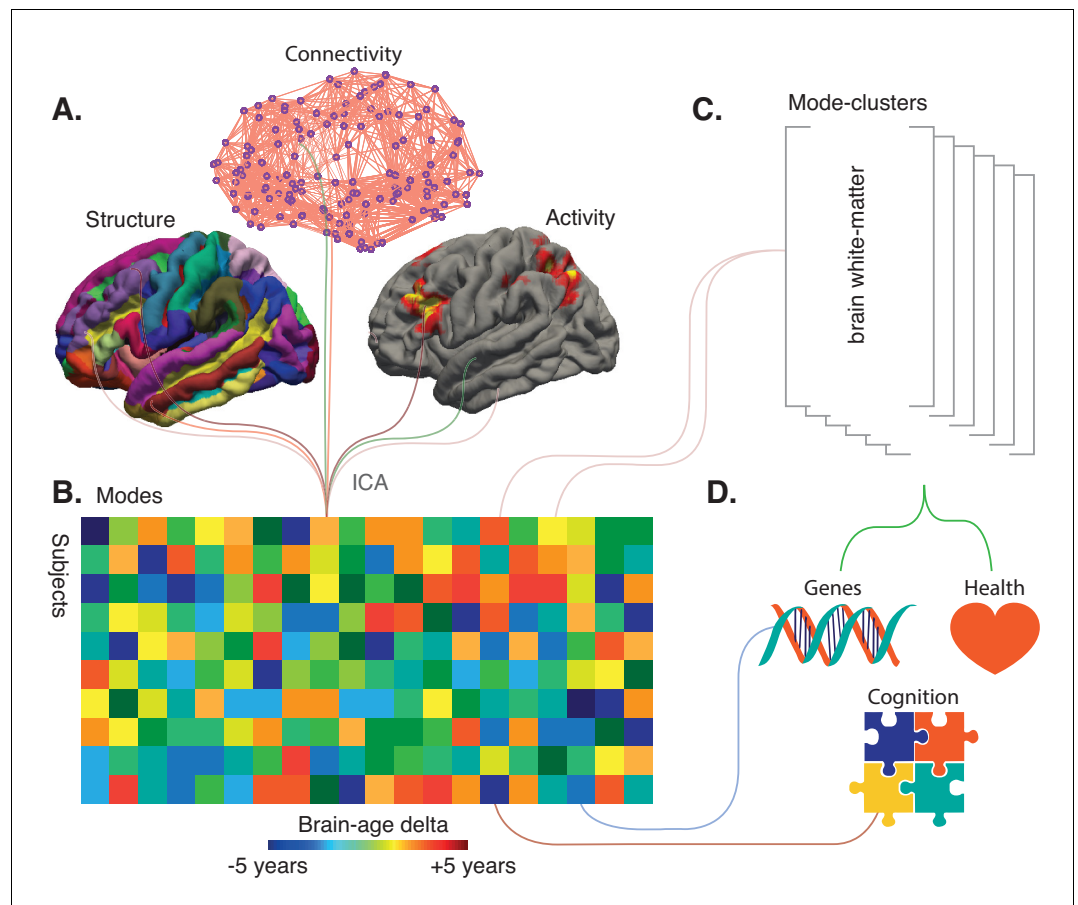 Connectivity
A.
Structure
Activity
ICA
B. Modes
Subjects
Brain-age delta
-5 years +5 years
C.
Mode-clusters
brain white-matter
D.
Genes
Health
Cognition